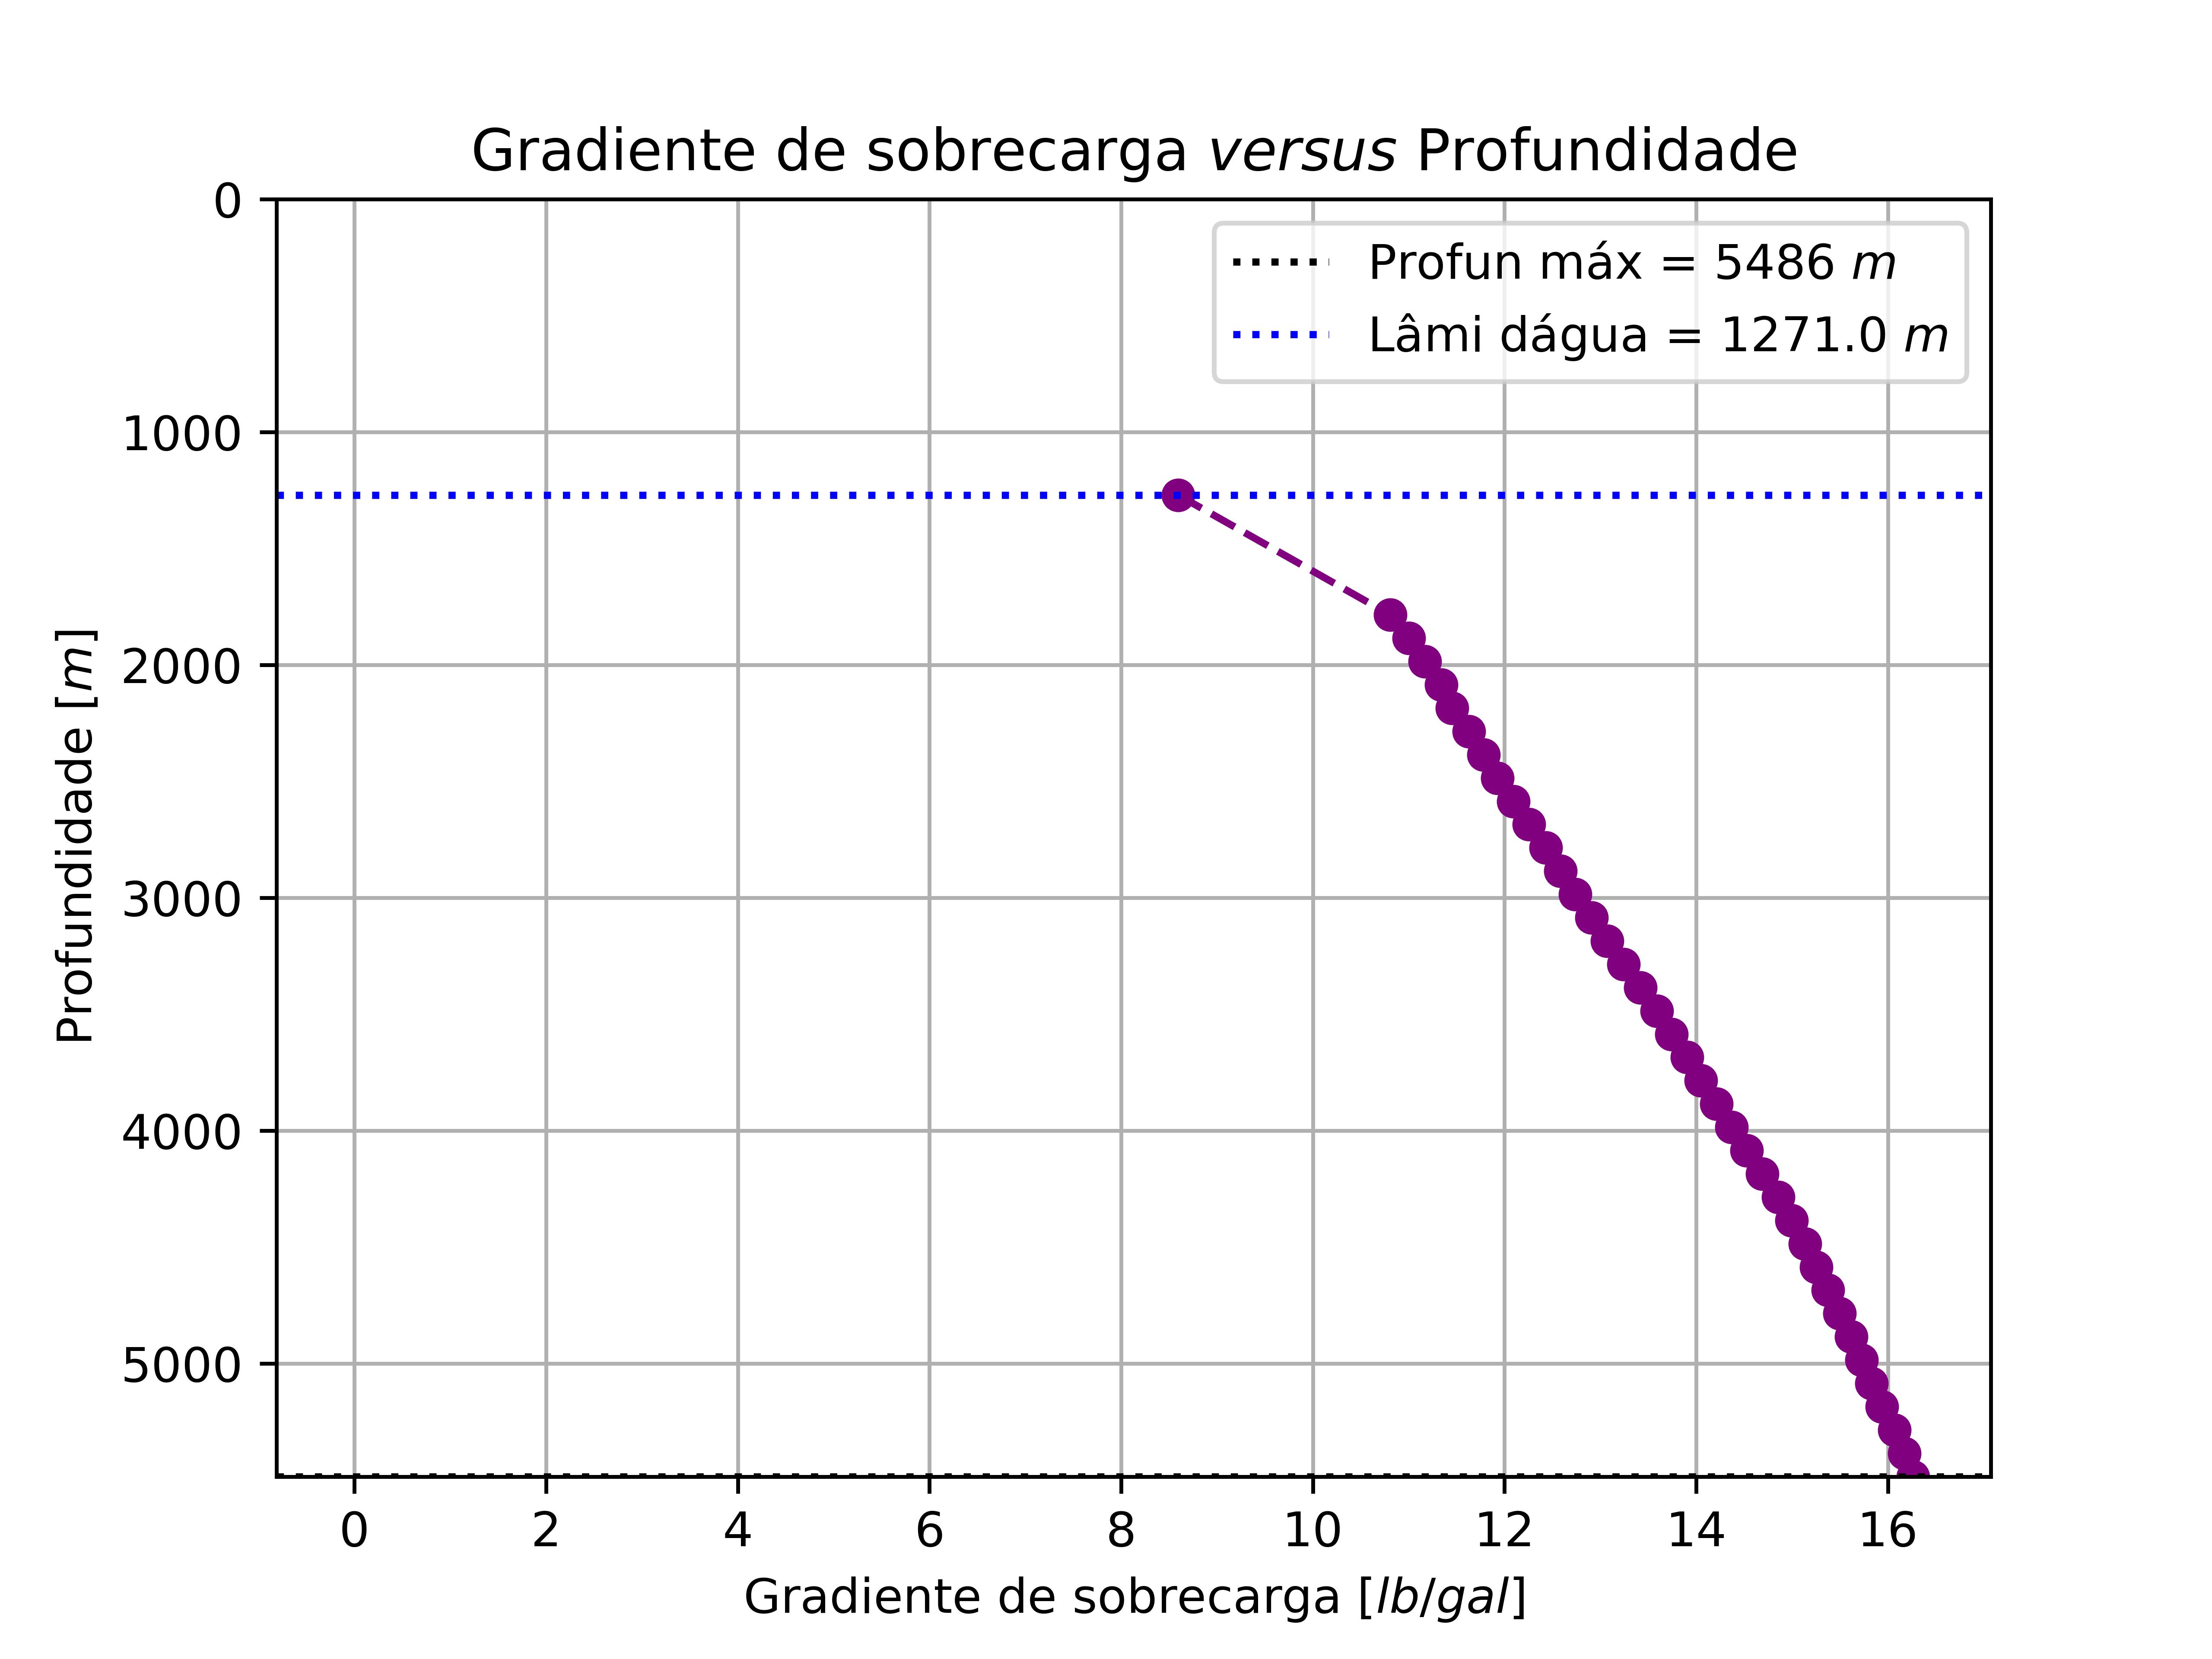 Gradiente de sobrecarga versus Profundidade
Profun máx = 5486 m
Lâmi dágua = 1271.0 m
Profundidade [m]
0
1000
2000
3000
4000
5000
0 2 4 6 8 10 12 14 16
Gradiente de sobrecarga [lb/gal]